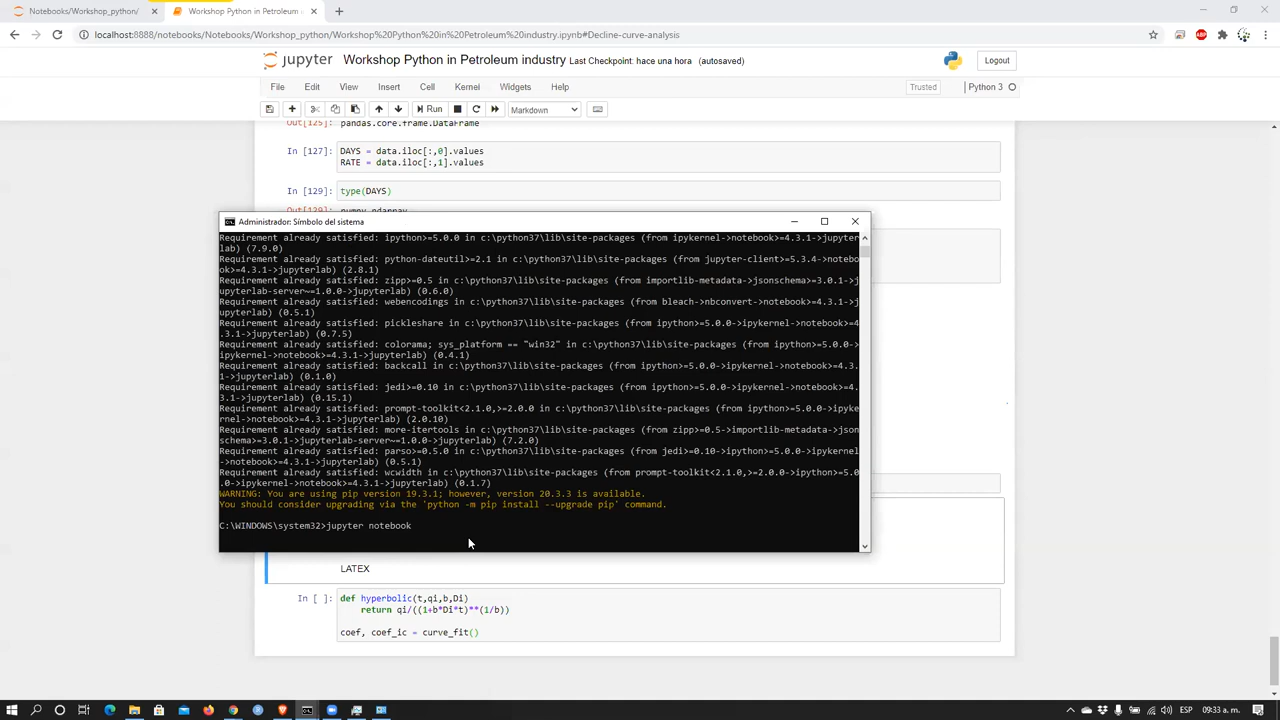 Notebooks/Workshop_python/
Workshop Python in Petroleum i
localhost:8888/notebooks/Notebooks/Workshop_python/Workshop%20Python%20in%20Petroleum%20industry.ipynb#Decline-curve-analysis
jupyter Workshop Python in Petroleum industry Last Checkpoint: hace una hora (autosaved)
Logout
File Edit View Insert Cell Kernel Widgets Help
Trusted
Python 3
Run
Markdown
Out[125]: pandas.core.frame.DataFrame
In [127]: DAYS = data.iloc[:,0].values
RATE = data.iloc[:,1].values
In [129]: type(DAYS)
Out[129]: numpy.ndarray
Administrador: Símbolo del sistema
Requirement already satisfied: ipython>=5.0.0 in c:\python37\lib\site-packages (from ipykernel->notebook>=4.3.1->jupyter
lab) (7.9.0)
Requirement already satisfied: python-dateutil>=2.1 in c:\python37\lib\site-packages (from jupyter-client>=5.3.4->notebo
ok>=4.3.1->jupyterlab) (2.8.1)
Requirement already satisfied: zipp>=0.5 in c:\python37\lib\site-packages (from importlib-metadata->jsonschema>=3.0.1->j
upyterlab-server~=1.0.0->jupyterlab) (0.6.0)
Requirement already satisfied: webencodings in c:\python37\lib\site-packages (from bleach->nbconvert->notebook>=4.3.1->j
upyterlab) (0.5.1)
Requirement already satisfied: pickleshare in c:\python37\lib\site-packages (from ipython>=5.0.0->ipykernel->notebook>=4
.3.1->jupyterlab) (0.7.5)
Requirement already satisfied: colorama; sys_platform == "win32" in c:\python37\lib\site-packages (from ipython>=5.0.0->
ipykernel->notebook>=4.3.1->jupyterlab) (0.4.1)
Requirement already satisfied: backcall in c:\python37\lib\site-packages (from ipython>=5.0.0->ipykernel->notebook>=4.3.
1->jupyterlab) (0.1.0)
Requirement already satisfied: jedi>=0.10 in c:\python37\lib\site-packages (from ipython>=5.0.0->ipykernel->notebook>=4.
3.1->jupyterlab) (0.15.1)
Requirement already satisfied: prompt-toolkit<2.1.0,>=2.0.0 in c:\python37\lib\site-packages (from ipython>=5.0.0->ipyke
rnel->notebook>=4.3.1->jupyterlab) (2.0.10)
Requirement already satisfied: more-itertools in c:\python37\lib\site-packages (from zipp>=0.5->importlib-metadata->json
schema>=3.0.1->jupyterlab-server~=1.0.0->jupyterlab) (7.2.0)
Requirement already satisfied: parso>=0.5.0 in c:\python37\lib\site-packages (from jedi>=0.10->ipython>=5.0.0->ipykernel
->notebook>=4.3.1->jupyterlab) (0.5.1)
Requirement already satisfied: wcwidth in c:\python37\lib\site-packages (from prompt-toolkit<2.1.0,>=2.0.0->ipython>=5.0
.0->ipykernel->notebook>=4.3.1->jupyterlab) (0.1.7)
WARNING: You are using pip version 19.3.1; however, version 20.3.3 is available.
You should consider upgrading via the 'python -m pip install --upgrade pip' command.
C:\WINDOWS\system32>jupyter notebook
LATEX
In [ ]: def hyperbolic(t,qi,b,Di)
return qi/((1+b*Di*t)**(1/b))
coef, coef_ic = curve_fit()
ESP 09:33 a. m.